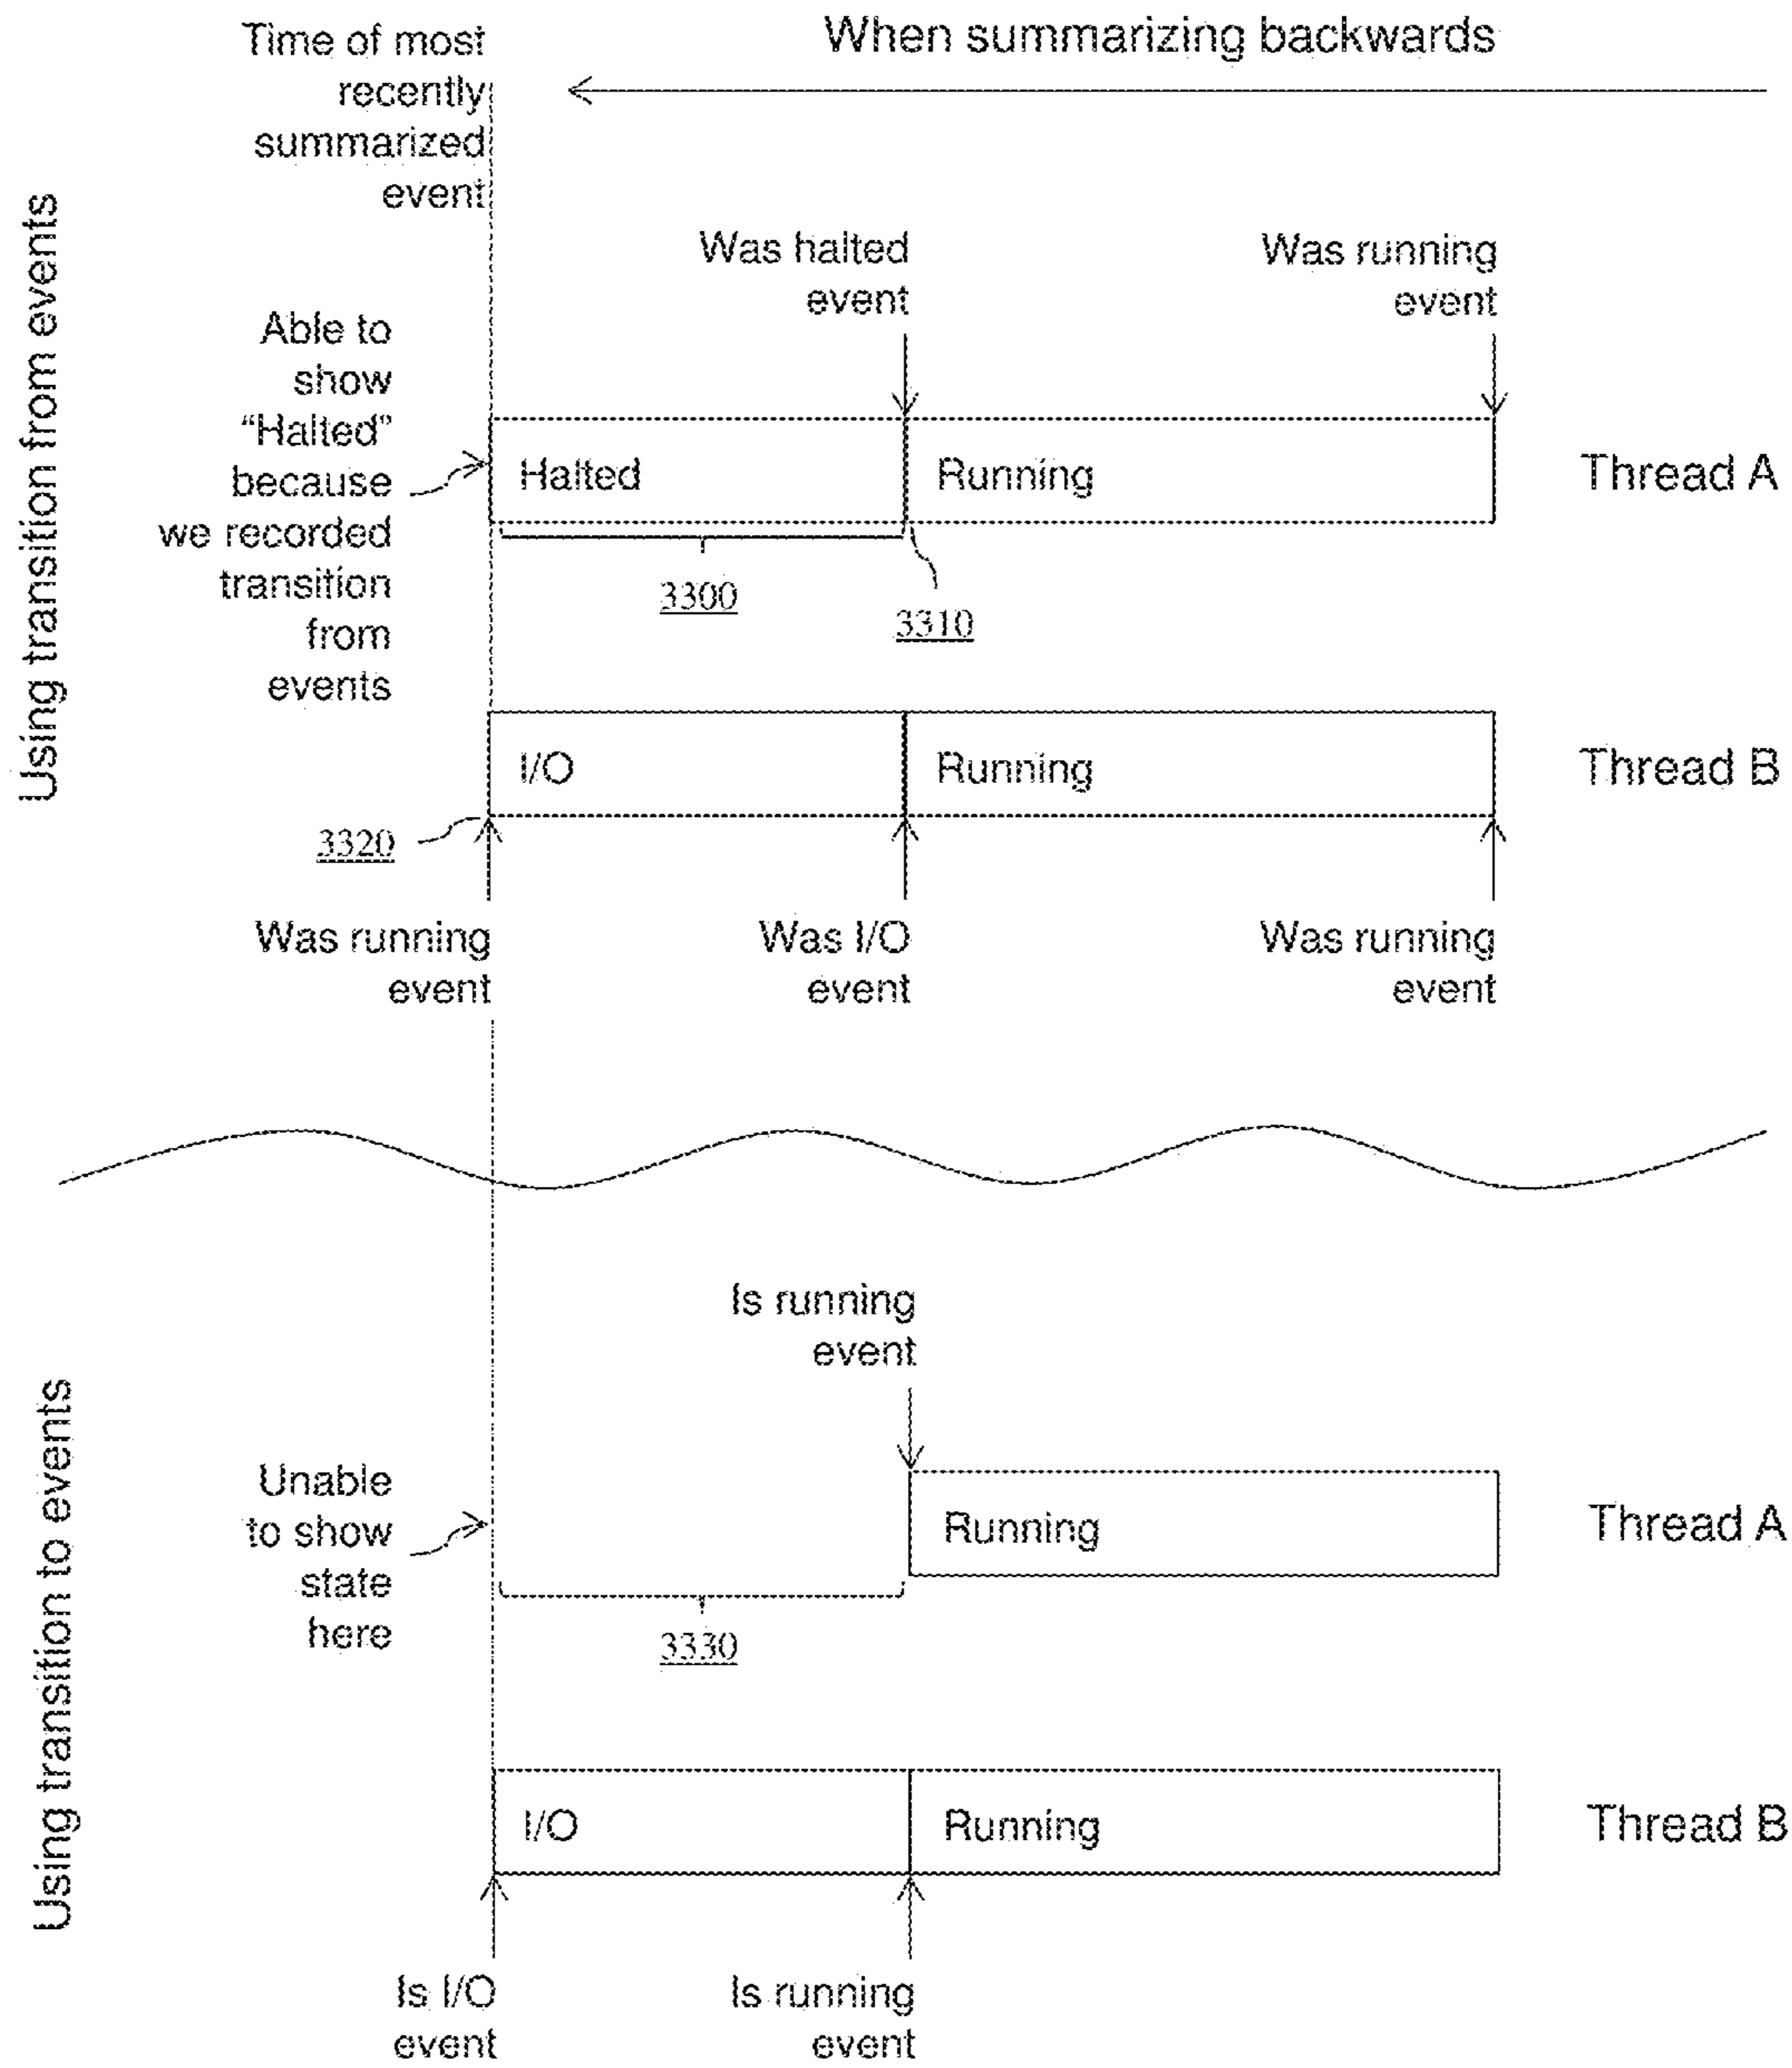 When summarizing backwards
Time of most
recently
summarized
event
Using transition from events
Was halted
event
Was running
event
Able to
show
“Halted”
because
we recorded
transition
from
events
Halted
Running
Thread A
3300
3310
I/O
Running
Thread B
3320
Was running
event
Was I/O
event
Was running
event
Using transition to events
Is running
event
Unable
to show
state
here
Running
Thread A
3330
I/O
Running
Thread B
Is I/O
event
Is running
event